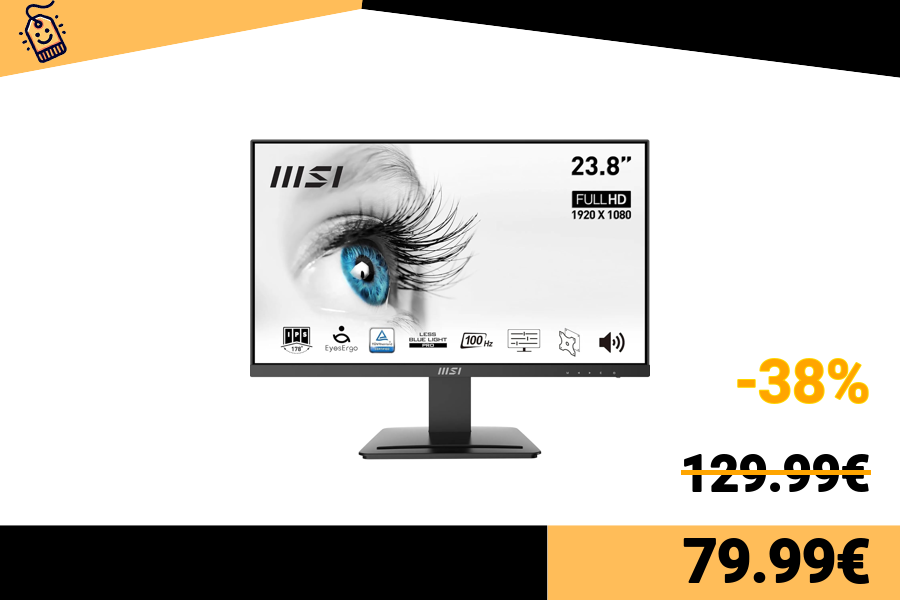 MSI
23.8”
FULL HD
1920 X 1080
IPS
178°
EyesErgo
LESS
BLUE LIGHT
PRO
100Hz
MSI
-38%
129.99€
79.99€